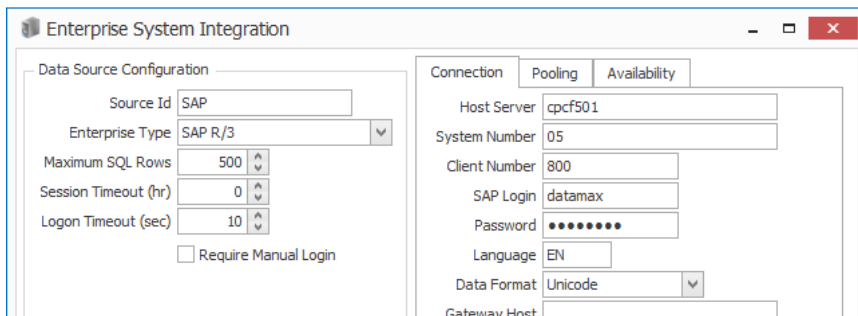 Enterprise System Integration
Data Source Configuration
Source Id SAP
Enterprise Type SAP R/3
Maximum SQL Rows 500
Session Timeout (hr) 0
Logon Timeout (sec) 10
Require Manual Login
Connection Pooling Availability
Host Server cpcf501
System Number 05
Client Number 800
SAP Login datamax
Password ●●●●●●●●
Language EN
Data Format Unicode
Gateway Host